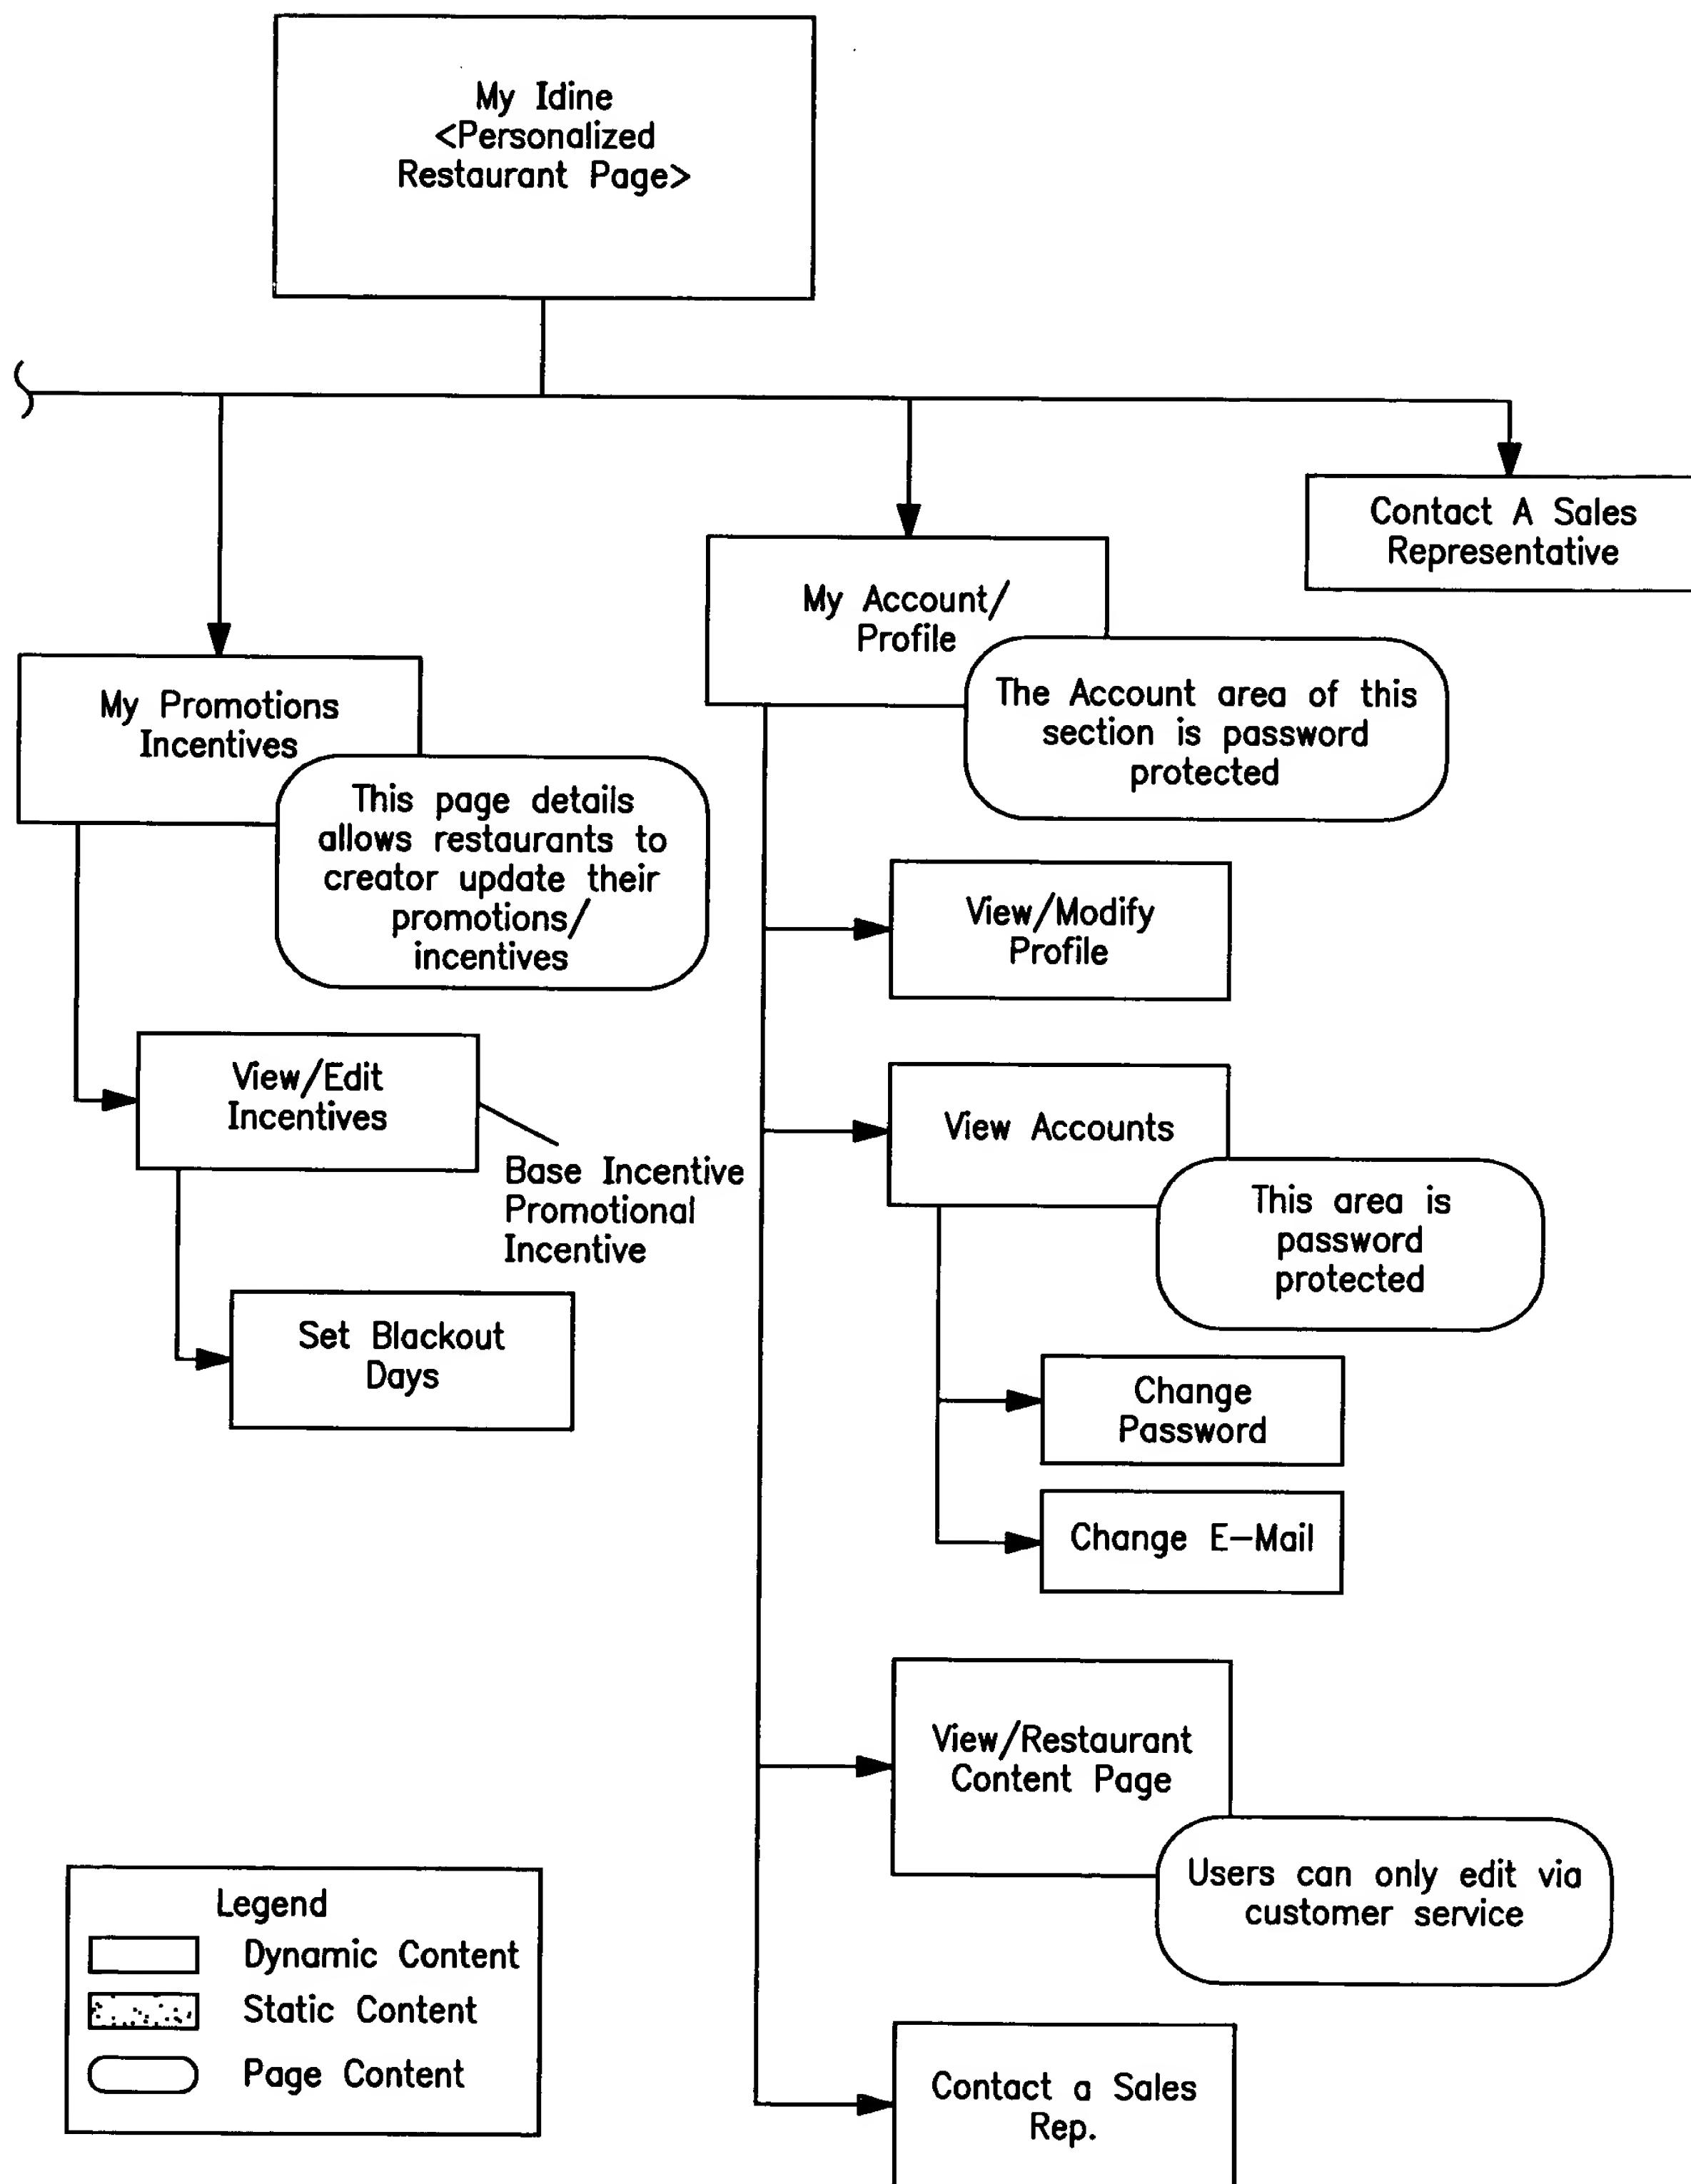 My Idine
<Personalized
Restaurant Page>
Contact A Sales
Representative
My Account/
Profile
The Account area of this
section is password
protected
My Promotions
Incentives
This page details
allows restaurants to
creator update their
promotions/
incentives
View/Modify
Profile
View/Edit
Incentives
Base Incentive
Promotional
Incentive
View Accounts
This area is
password
protected
Set Blackout
Days
Change
Password
Change E-Mail
View/Restaurant
Content Page
Users can only edit via
customer service
Legend
Dynamic Content
Static Content
Page Content
Contact a Sales
Rep.